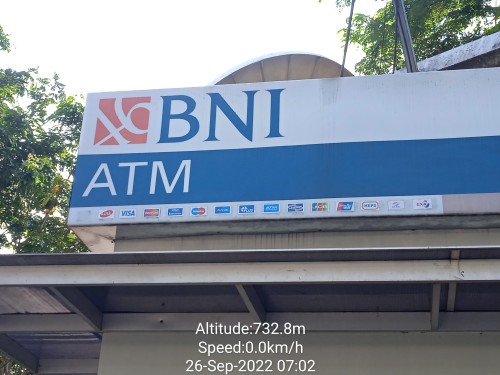 BNI
ATM
VISA
Altitude:732.8m
Speed:0.0km/h
26-Sep-2022 07:02